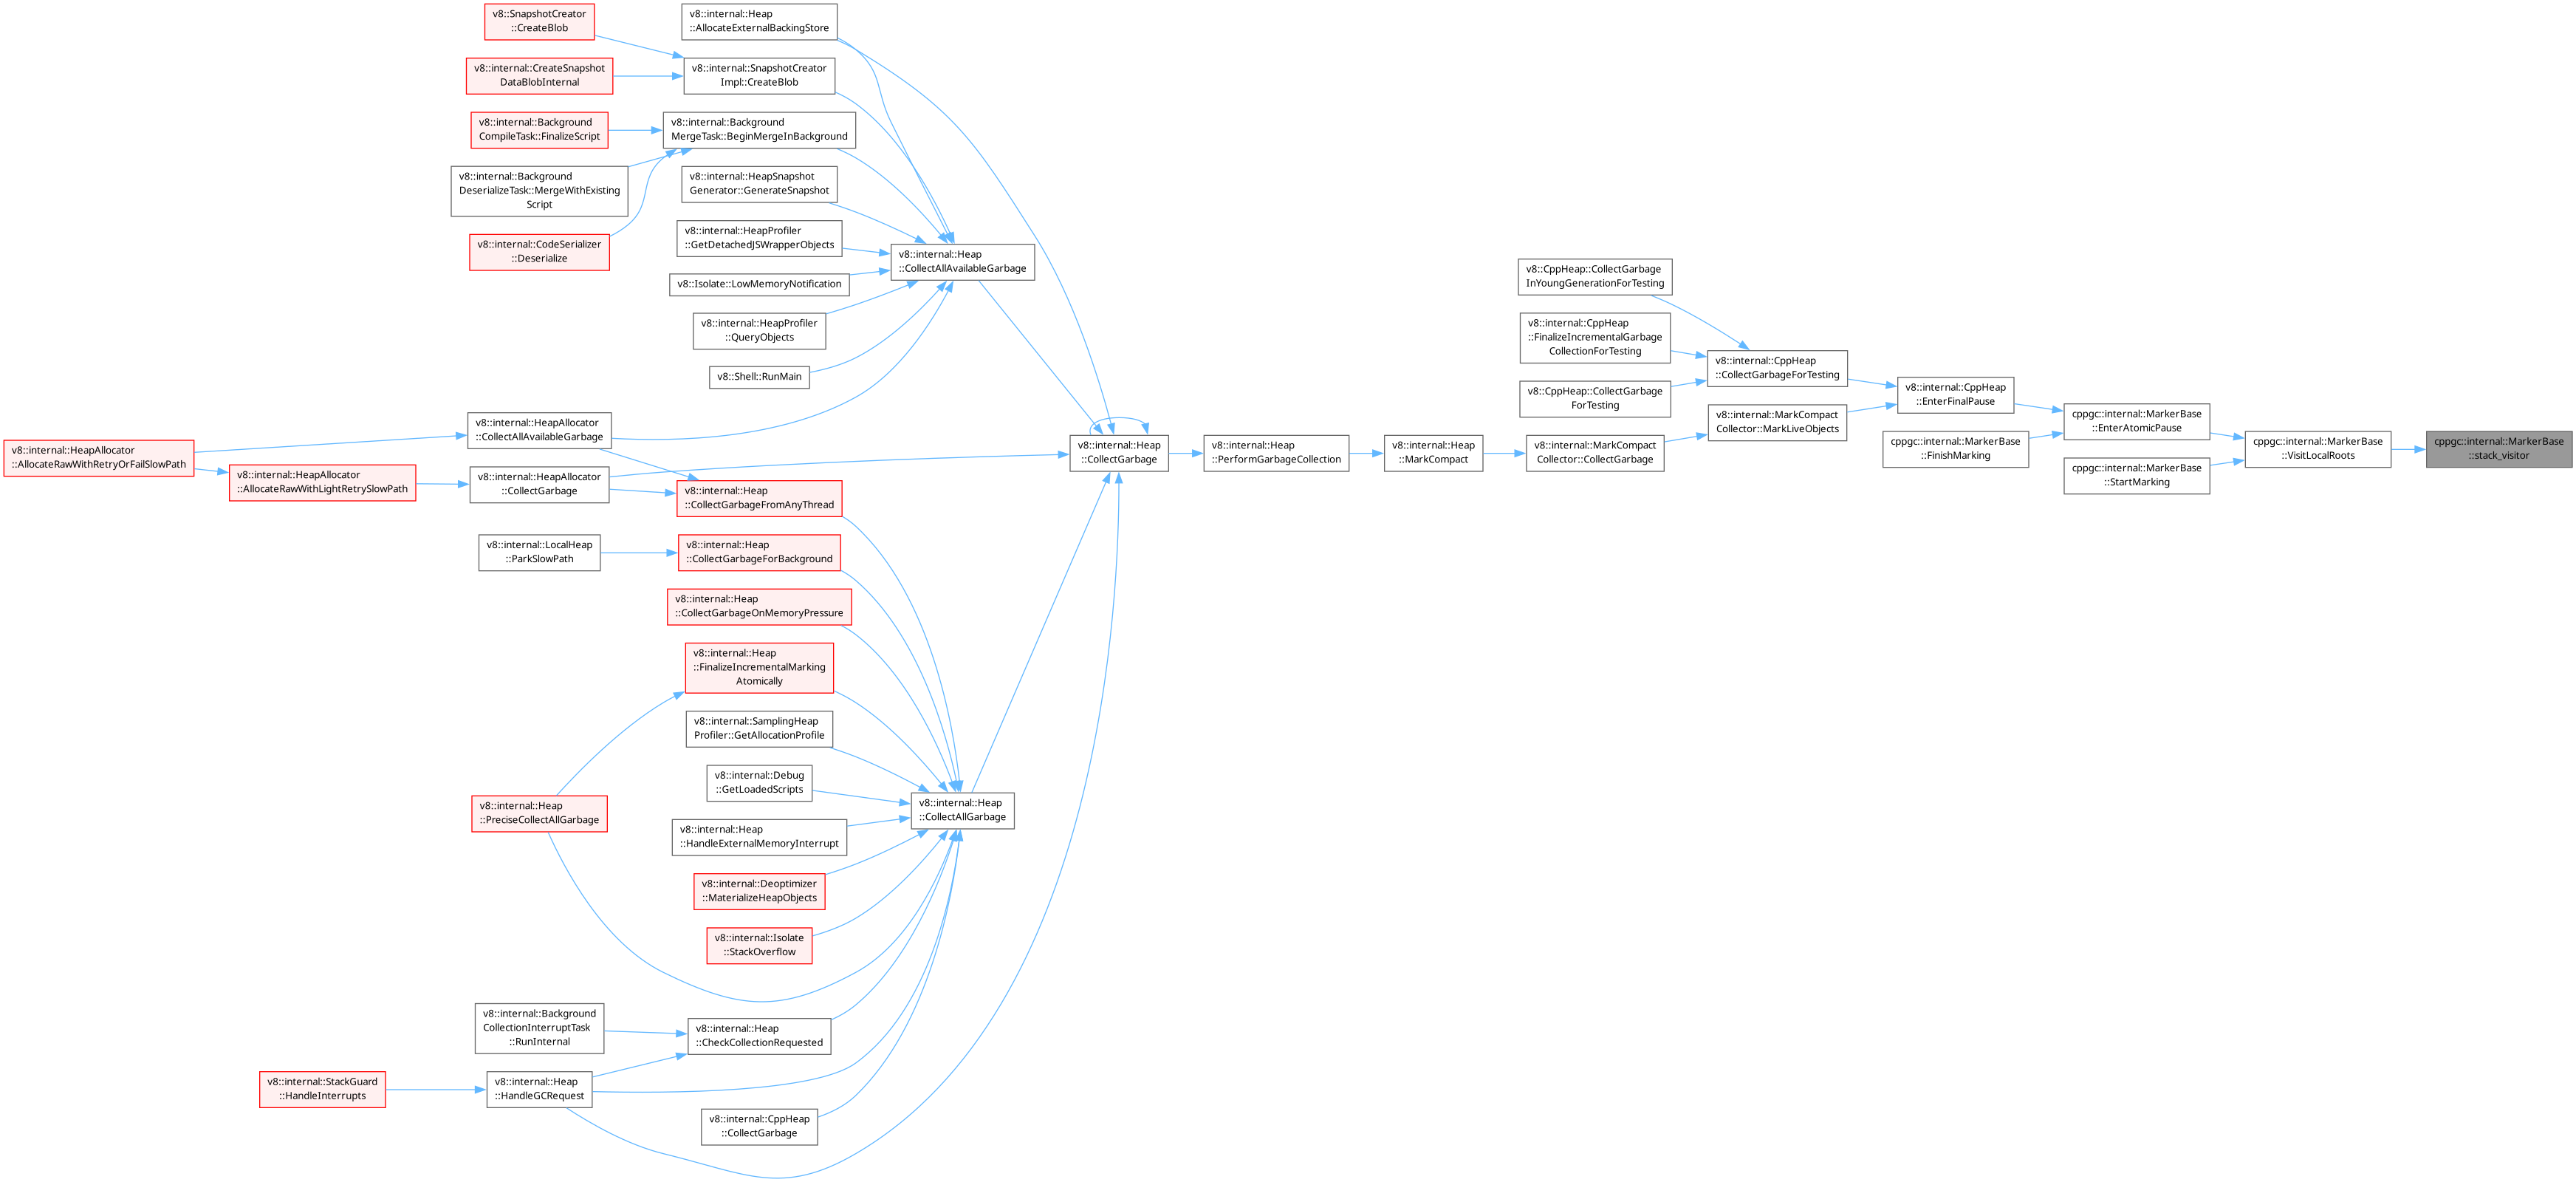 v8::SnapshotCreator
::CreateBlob
v8::internal::CreateSnapshot
DataBlobInternal
v8::internal::Background
CompileTask::FinalizeScript
v8::internal::Background
DeserializeTask::MergeWithExisting
Script
v8::internal::CodeSerializer
::Deserialize
v8::internal::Heap
::AllocateExternalBackingStore
v8::internal::SnapshotCreator
Impl::CreateBlob
v8::internal::Background
MergeTask::BeginMergeInBackground
v8::internal::HeapSnapshot
Generator::GenerateSnapshot
v8::internal::HeapProfiler
::GetDetachedJSWrapperObjects
v8::Isolate::LowMemoryNotification
v8::internal::HeapProfiler
::QueryObjects
v8::Shell::RunMain
v8::internal::Heap
::CollectAllAvailableGarbage
v8::internal::HeapAllocator
::AllocateRawWithRetryOrFailSlowPath
v8::internal::HeapAllocator
::AllocateRawWithLightRetrySlowPath
v8::internal::HeapAllocator
::CollectAllAvailableGarbage
v8::internal::HeapAllocator
::CollectGarbage
v8::internal::Heap
::CollectGarbageFromAnyThread
v8::internal::LocalHeap
::ParkSlowPath
v8::internal::Heap
::CollectGarbageForBackground
v8::internal::Heap
::CollectGarbageOnMemoryPressure
v8::internal::Heap
::FinalizeIncrementalMarking
Atomically
v8::internal::SamplingHeap
Profiler::GetAllocationProfile
v8::internal::Debug
::GetLoadedScripts
v8::internal::Heap
::PreciseCollectAllGarbage
v8::internal::Heap
::HandleExternalMemoryInterrupt
v8::internal::Deoptimizer
::MaterializeHeapObjects
v8::internal::Isolate
::StackOverflow
v8::internal::Heap
::CollectAllGarbage
v8::internal::Background
CollectionInterruptTask
::RunInternal
v8::internal::Heap
::CheckCollectionRequested
v8::internal::StackGuard
::HandleInterrupts
v8::internal::Heap
::HandleGCRequest
v8::internal::CppHeap
::CollectGarbage
v8::internal::Heap
::CollectGarbage
v8::internal::Heap
::PerformGarbageCollection
v8::internal::Heap
::MarkCompact
v8::internal::MarkCompact
Collector::CollectGarbage
v8::CppHeap::CollectGarbage
InYoungGenerationForTesting
v8::internal::CppHeap
::FinalizeIncrementalGarbage
CollectionForTesting
v8::CppHeap::CollectGarbage
ForTesting
v8::internal::CppHeap
::CollectGarbageForTesting
v8::internal::MarkCompact
Collector::MarkLiveObjects
v8::internal::CppHeap
::EnterFinalPause
cppgc::internal::MarkerBase
::FinishMarking
cppgc::internal::MarkerBase
::EnterAtomicPause
cppgc::internal::MarkerBase
::StartMarking
cppgc::internal::MarkerBase
::VisitLocalRoots
cppgc::internal::MarkerBase
::stack_visitor